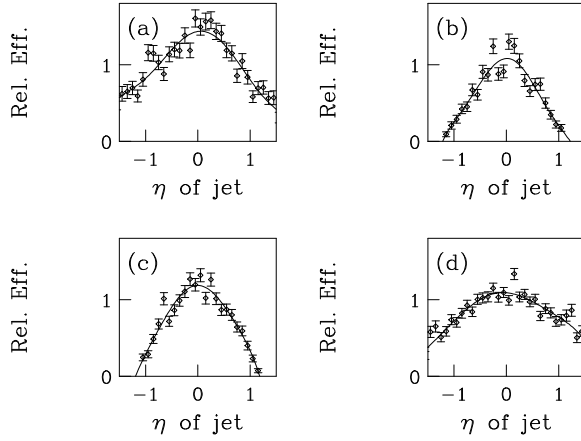 (a)
Rel. Eff.
1
0
−1 0 1
η of jet
(b)
Rel. Eff.
1
0
−1 0 1
η of jet
(c)
Rel. Eff.
1
0
−1 0 1
η of jet
(d)
Rel. Eff.
1
0
−1 0 1
η of jet